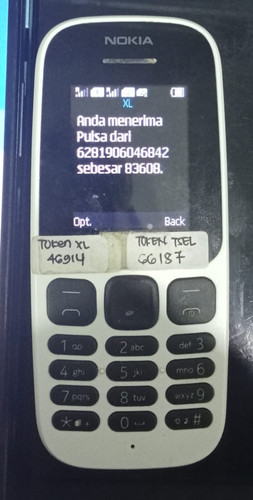 NOKIA
XL
Anda menerima
Pulsa dari
6281906046842
sebesar 83608.
Opt. Back
TOKEN XL
46914
TOKEN TSEL
66187
1
2 abc
def 3
4 ghi
5 jkl
mno 6
7 pqrs
8 tuv
wxyz 9
*
0
#